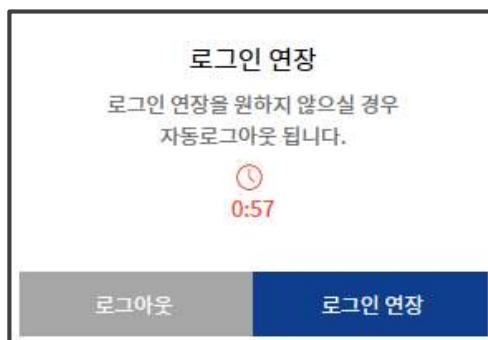 로그인 연장
로그인 연장을 원하지 않으실 경우
자동로그아웃 됩니다.
0:57
로그아웃
로그인 연장